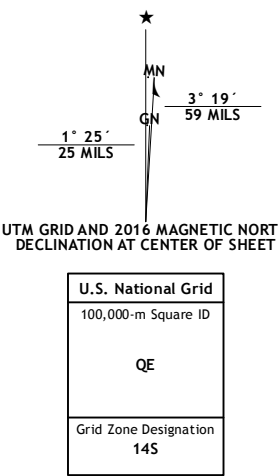 ★
MN
3° 19´
59 MILS
GN
1° 25´
25 MILS
UTM GRID AND 2016 MAGNETIC NORT
DECLINATION AT CENTER OF SHEET
U.S. National Grid
100,000-m Square ID
QE
Grid Zone Designation
14S